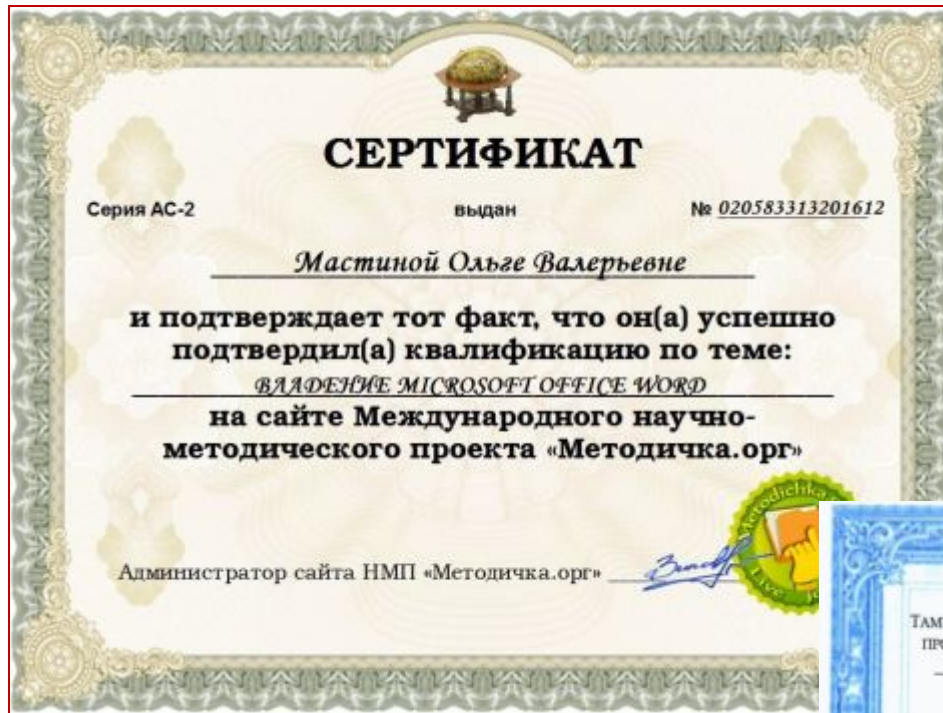 СЕРТИФИКАТ
Серия АС-2 выдан № 020583313201612
Мастиной Ольге Валерьевне
и подтверждает тот факт, что он(а) успешно
подтвердил(а) квалификацию по теме:
ВЛАДЕНИЕ MICROSOFT OFFICE WORD
на сайте Международного научно-
методического проекта «Методичка.орг»
Администратор сайта НМП «Методичка.орг»